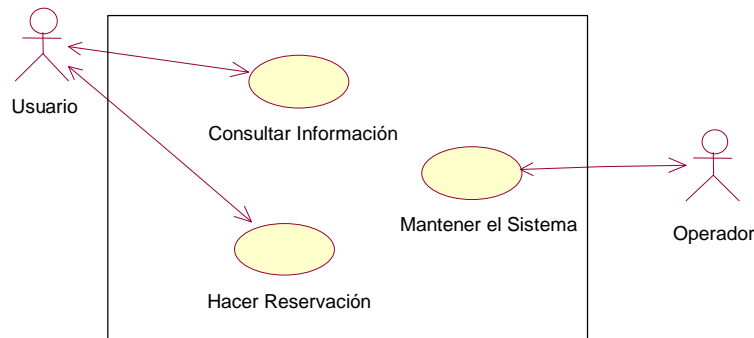 Usuario
Consultar Información
Mantener el Sistema
Operador
Hacer Reservación